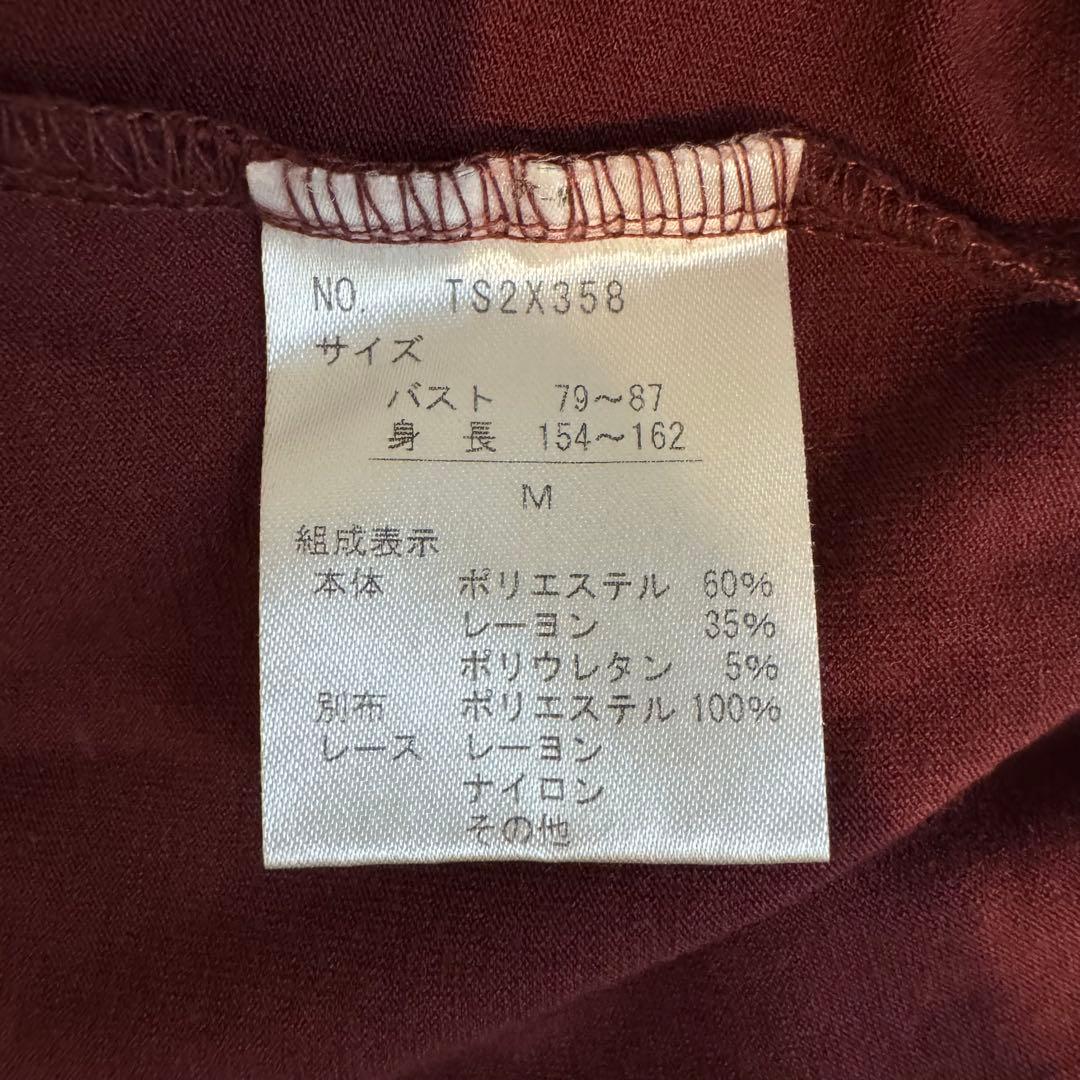 NO. TS2X358
サイズ
バスト 79～87
身長 154～162
M
組成表示
本体 ポリエステル 60%
レーヨン 35%
ポリウレタン 5%
別布 ポリエステル 100%
レース レーヨン
ナイロン
その他